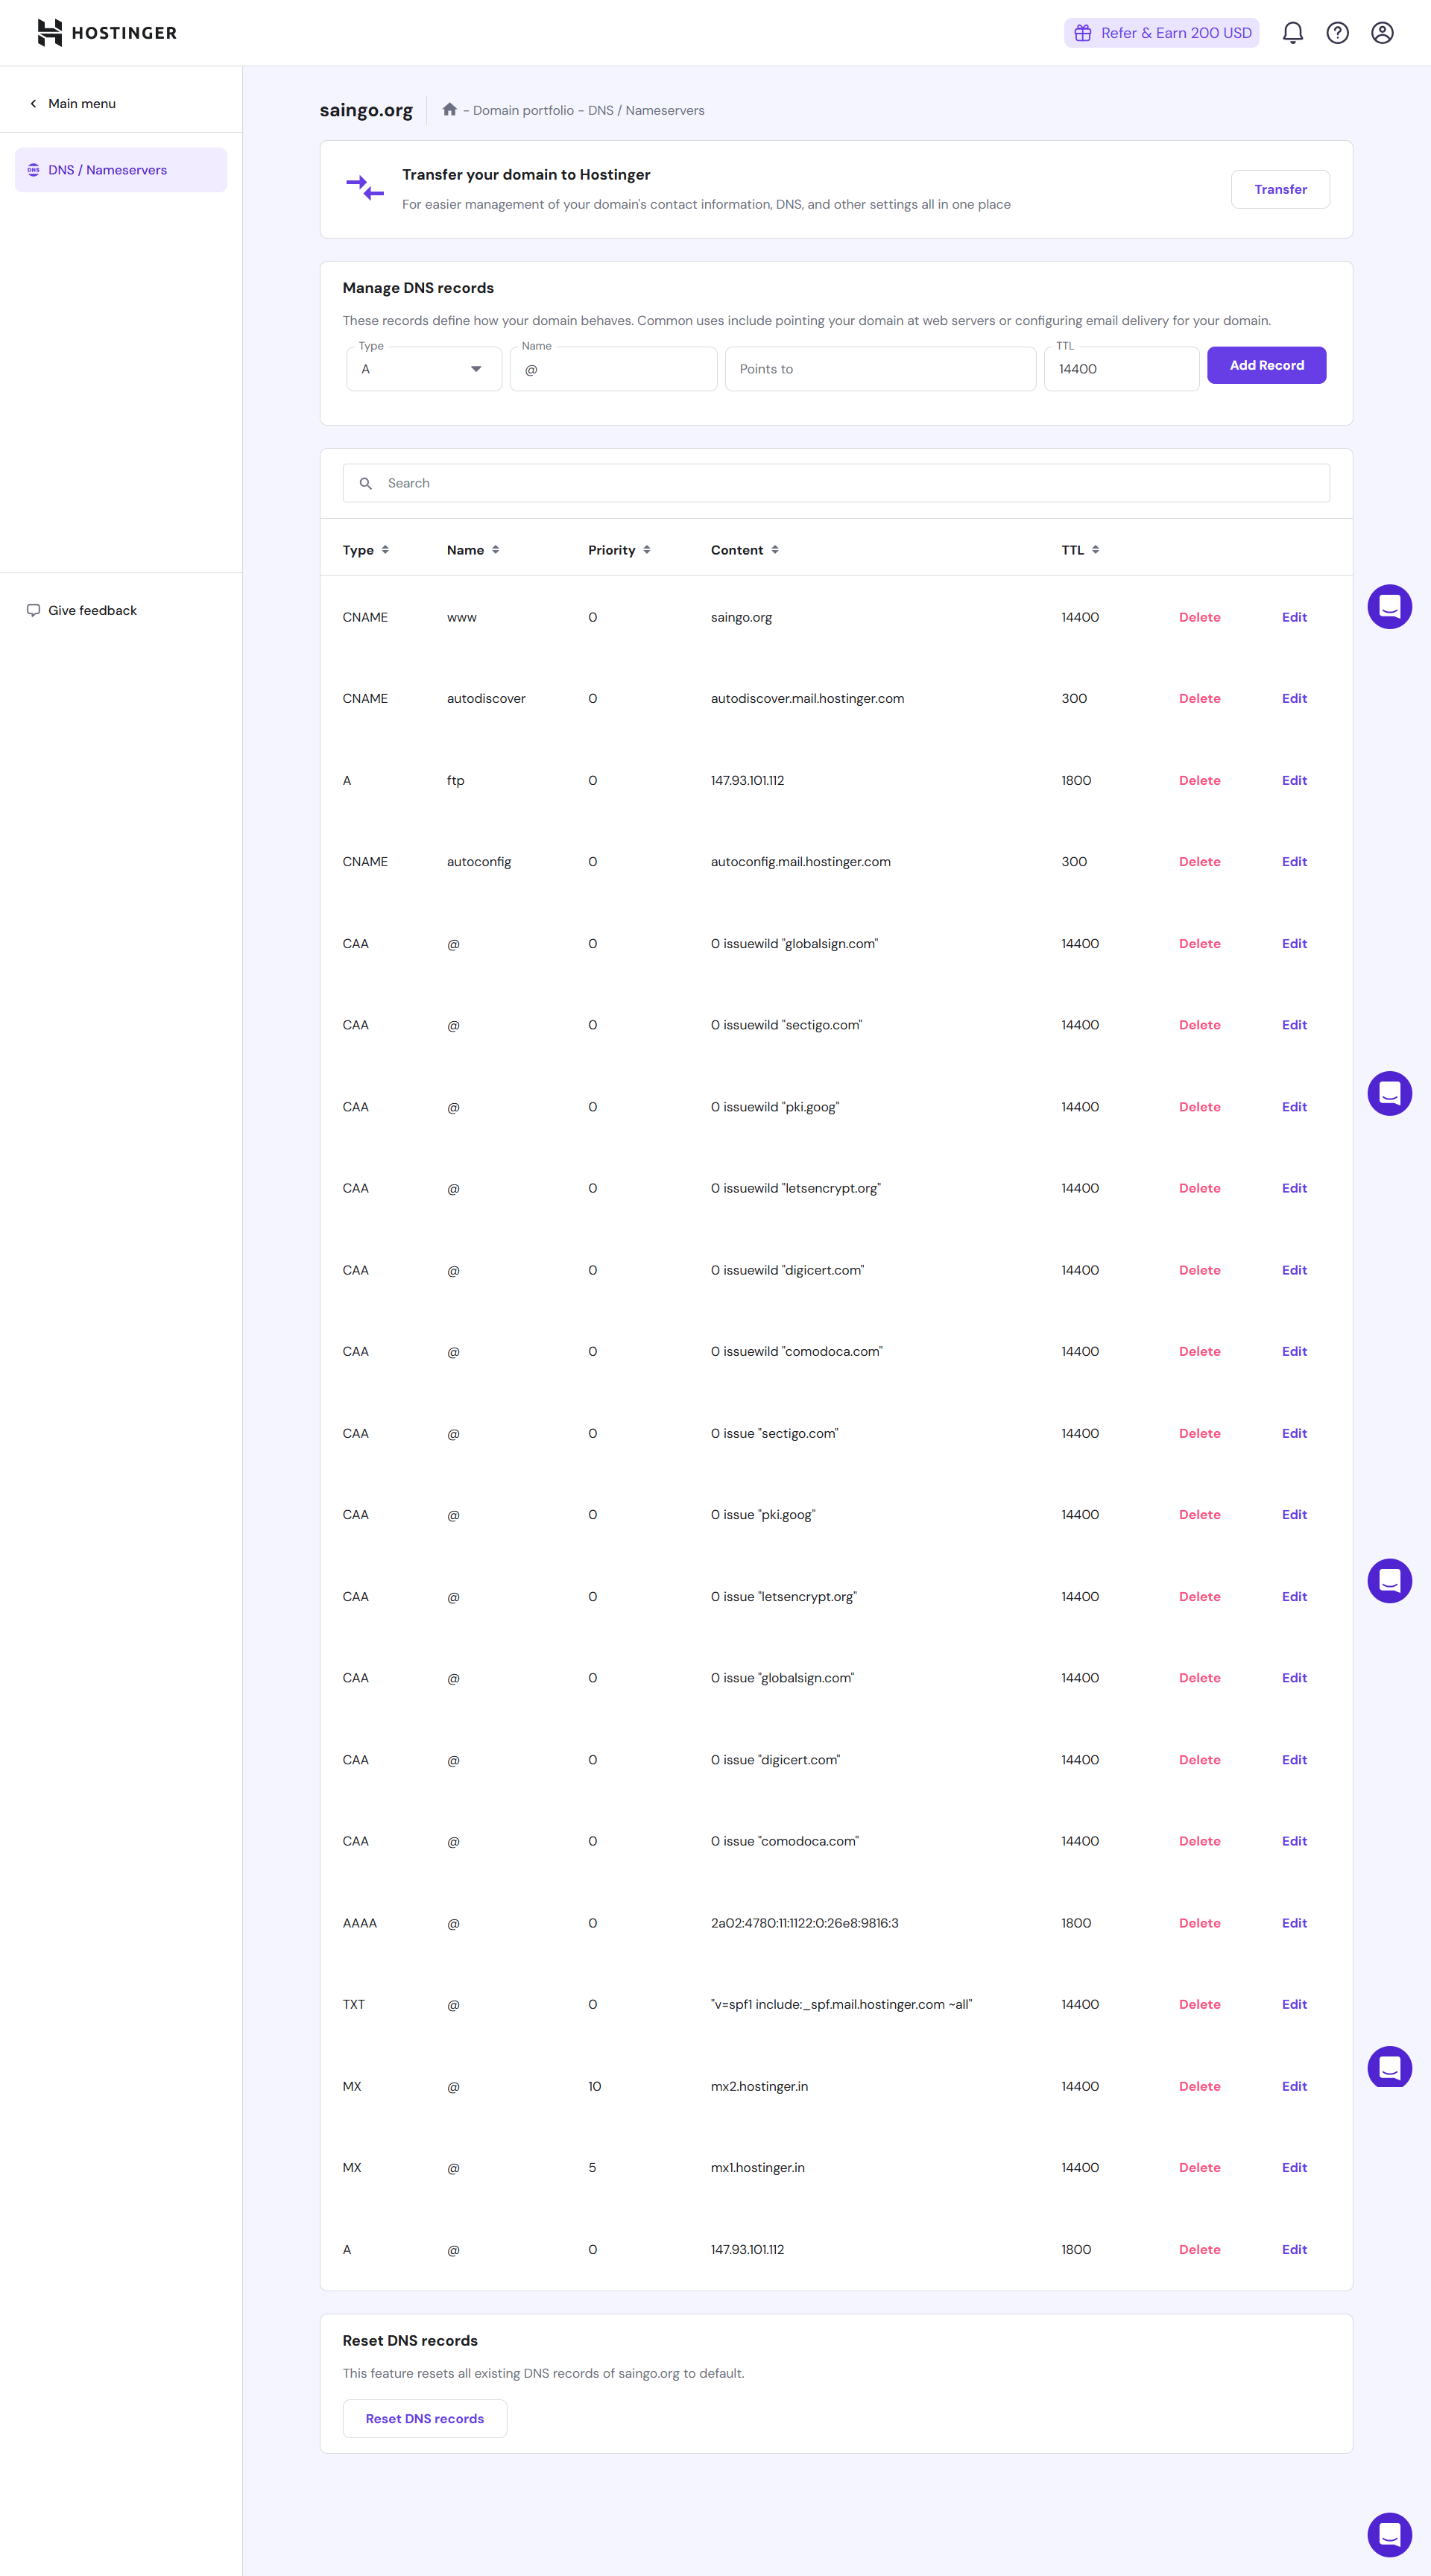 HOSTINGER
Refer & Earn 200 USD
Main menu
DNS / Nameservers
Give feedback
saingo.org - Domain portfolio - DNS / Nameservers
Transfer your domain to Hostinger
For easier management of your domain's contact information, DNS, and other settings all in one place
Transfer
Manage DNS records
These records define how your domain behaves. Common uses include pointing your domain at web servers or configuring email delivery for your domain.
Type Name TTL
A @ Points to 14400 Add Record
Search
Type Name Priority Content TTL
CNAME www 0 saingo.org 14400 Delete Edit
CNAME autodiscover 0 autodiscover.mail.hostinger.com 300 Delete Edit
A ftp 0 147.93.101.112 1800 Delete Edit
CNAME autoconfig 0 autoconfig.mail.hostinger.com 300 Delete Edit
CAA @ 0 0 issuewild "globalsign.com" 14400 Delete Edit
CAA @ 0 0 issuewild "sectigo.com" 14400 Delete Edit
CAA @ 0 0 issuewild "pki.goog" 14400 Delete Edit
CAA @ 0 0 issuewild "letsencrypt.org" 14400 Delete Edit
CAA @ 0 0 issuewild "digicert.com" 14400 Delete Edit
CAA @ 0 0 issuewild "comodoca.com" 14400 Delete Edit
CAA @ 0 0 issue "sectigo.com" 14400 Delete Edit
CAA @ 0 0 issue "pki.goog" 14400 Delete Edit
CAA @ 0 0 issue "letsencrypt.org" 14400 Delete Edit
CAA @ 0 0 issue "globalsign.com" 14400 Delete Edit
CAA @ 0 0 issue "digicert.com" 14400 Delete Edit
CAA @ 0 0 issue "comodoca.com" 14400 Delete Edit
AAAA @ 0 2a02:4780:11:1122:0:26e8:9816:3 1800 Delete Edit
TXT @ 0 "v=spf1 include:_spf.mail.hostinger.com ~all" 14400 Delete Edit
MX @ 10 mx2.hostinger.in 14400 Delete Edit
MX @ 5 mx1.hostinger.in 14400 Delete Edit
A @ 0 147.93.101.112 1800 Delete Edit
Reset DNS records
This feature resets all existing DNS records of saingo.org to default.
Reset DNS records